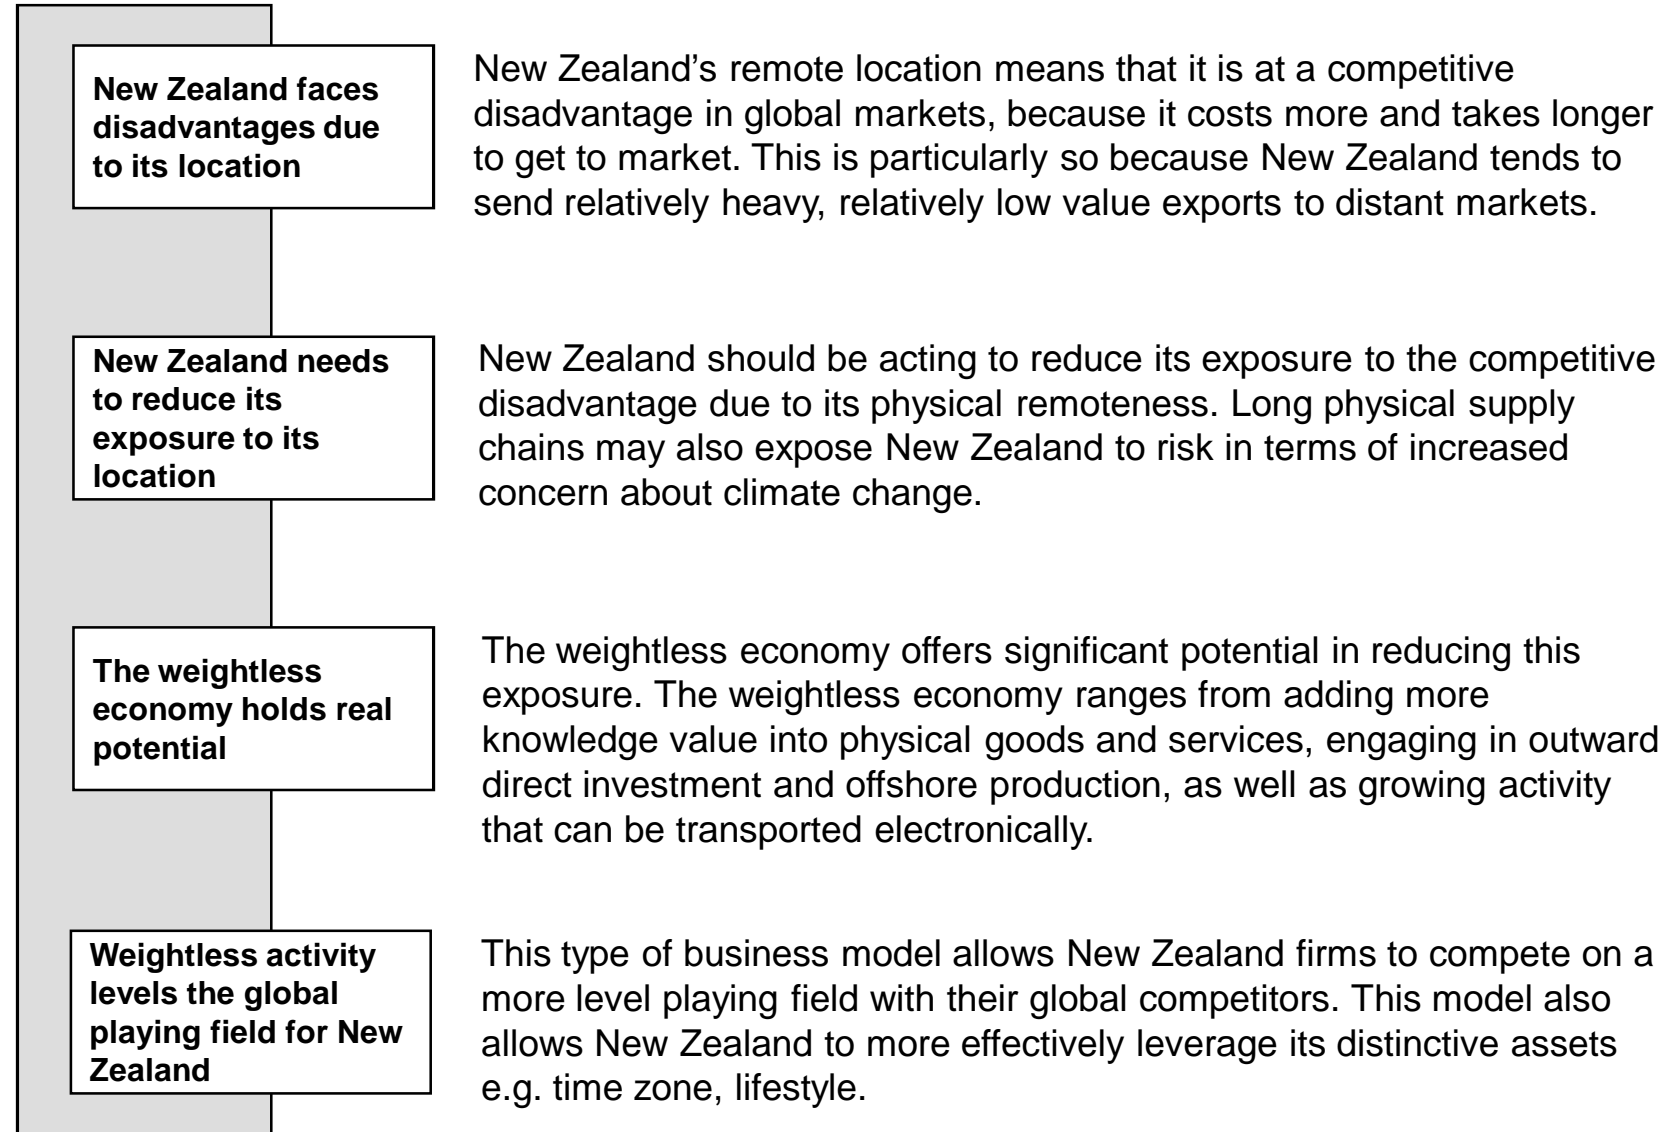 New Zealand faces
disadvantages due
to its location
New Zealand's remote location means that it is at a competitive
disadvantage in global markets, because it costs more and takes longer
to get to market. This is particularly so because New Zealand tends to
send relatively heavy, relatively low value exports to distant markets.
New Zealand needs
to reduce its
exposure to its
location
New Zealand should be acting to reduce its exposure to the competitive
disadvantage due to its physical remoteness. Long physical supply
chains may also expose New Zealand to risk in terms of increased
concern about climate change.
The weightless
economy holds real
potential
The weightless economy offers significant potential in reducing this
exposure. The weightless economy ranges from adding more
knowledge value into physical goods and services, engaging in outward
direct investment and offshore production, as well as growing activity
that can be transported electronically.
Weightless activity
levels the global
playing field for New
Zealand
This type of business model allows New Zealand firms to compete on a
more level playing field with their global competitors. This model also
allows New Zealand to more effectively leverage its distinctive assets
e.g. time zone, lifestyle.